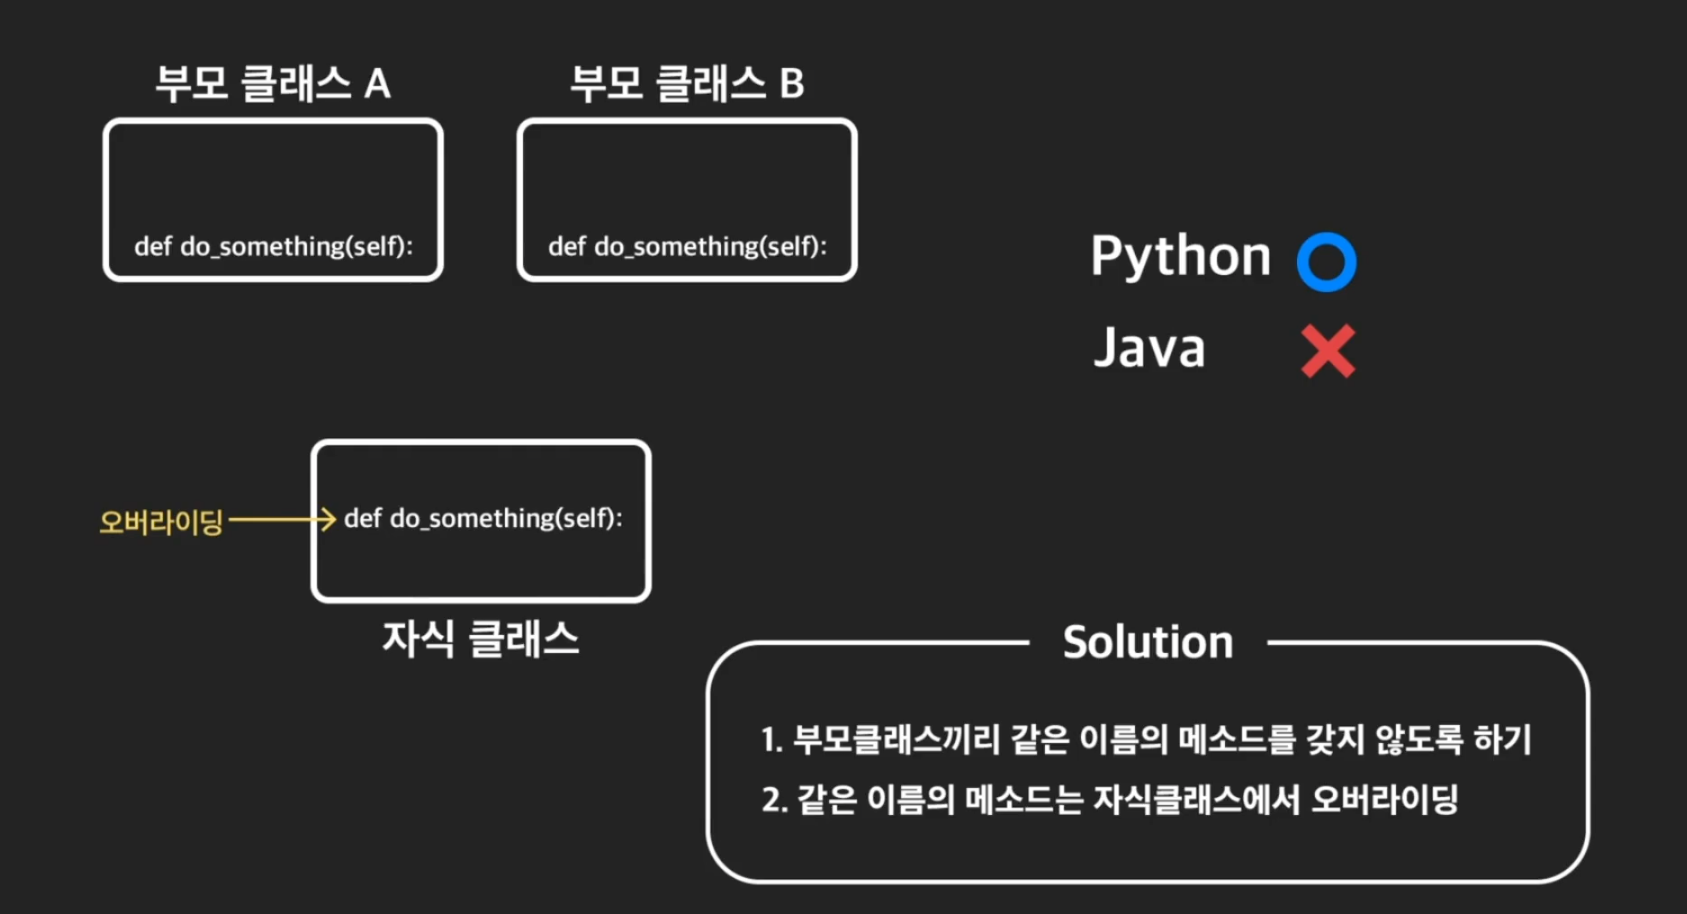 부모 클래스 A
부모 클래스 B
def do_something(self):
def do_something(self):
Python
Java
오버라이딩
def do_something(self):
자식 클래스
Solution
1. 부모클래스끼리 같은 이름의 메소드를 갖지 않도록 하기
2. 같은 이름의 메소드는 자식클래스에서 오버라이딩